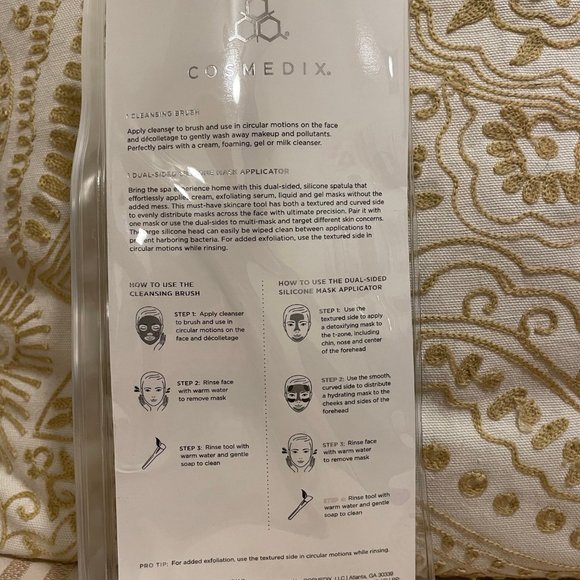 COSMEDIX®
1 CLEANSING BRUSH
Apply cleanser to brush and use in circular motions on the face
and décolletage to gently wash away makeup and pollutants.
Perfectly pairs with a cream, foaming, gel or milk cleanser.
1 DUAL-SIDED SILICONE MASK APPLICATOR
Bring the spa experience home with this dual-sided, silicone spatula that
effortlessly applies cream, exfoliating serum, liquid and gel masks without the
added mess. This must-have skincare tool has both a textured and curved side
to evenly distribute masks across the face with ultimate precision. Pair it with
one mask or use the dual-sides to multi-mask and target different skin concerns.
The large silicone head can easily be wiped clean between applications to
prevent harboring bacteria. For added exfoliation, use the textured side in
circular motions while rinsing.
HOW TO USE THE
CLEANSING BRUSH
STEP 1: Apply cleanser
to brush and use in
circular motions on the
face and décolletage
STEP 2: Rinse face
with warm water
to remove mask
STEP 3: Rinse tool with
warm water and gentle
soap to clean
HOW TO USE THE DUAL-SIDED
SILICONE MASK APPLICATOR
STEP 1: Use the
textured side to apply
a detoxifying mask to
the t-zone, including
chin, nose and center
of the forehead
STEP 2: Use the smooth,
curved side to distribute
a hydrating mask to the
cheeks and sides of the
forehead
STEP 3: Rinse face
with warm water
to remove mask
STEP 4: Rinse tool with
warm water and gentle
soap to clean
PRO TIP: For added exfoliation, use the textured side in circular motions while rinsing.
LLC | Atlanta, GA 30339